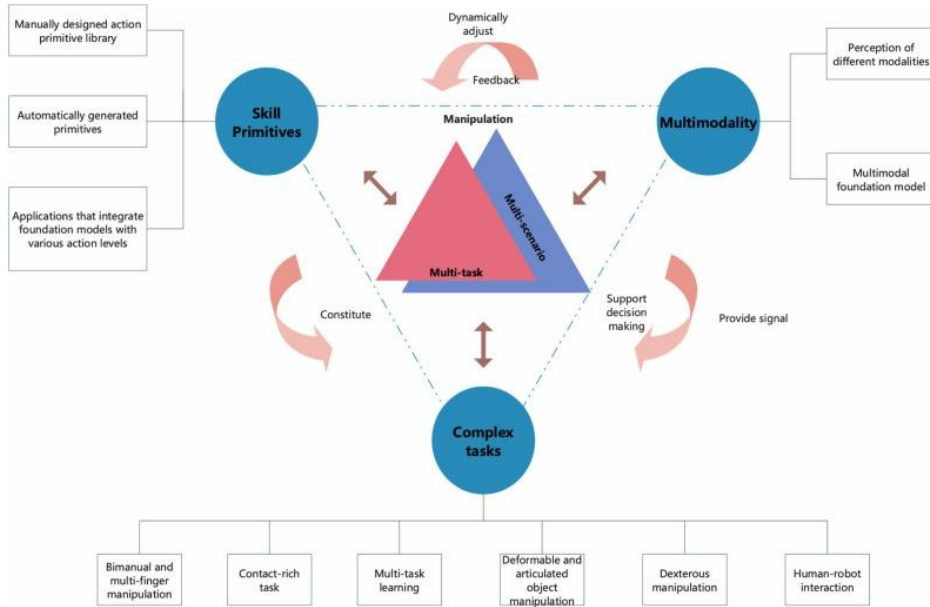 Manually designed action
primitive library
Automatically generated
primitives
Applications that integrate
foundation models with
various action levels
Skill
Primitives
Dynamically
adjust
Feedback
Manipulation
Multi-scenario
Multi-task
Multimodality
Perception of
different modalities
Multimodal
foundation model
Constitute
Support
decision
making
Provide signal
Complex
tasks
Bimanual and
multi-finger
manipulation
Contact-rich
task
Multi-task
learning
Deformable and
articulated
object
manipulation
Dexterous
manipulation
Human-robot
interaction